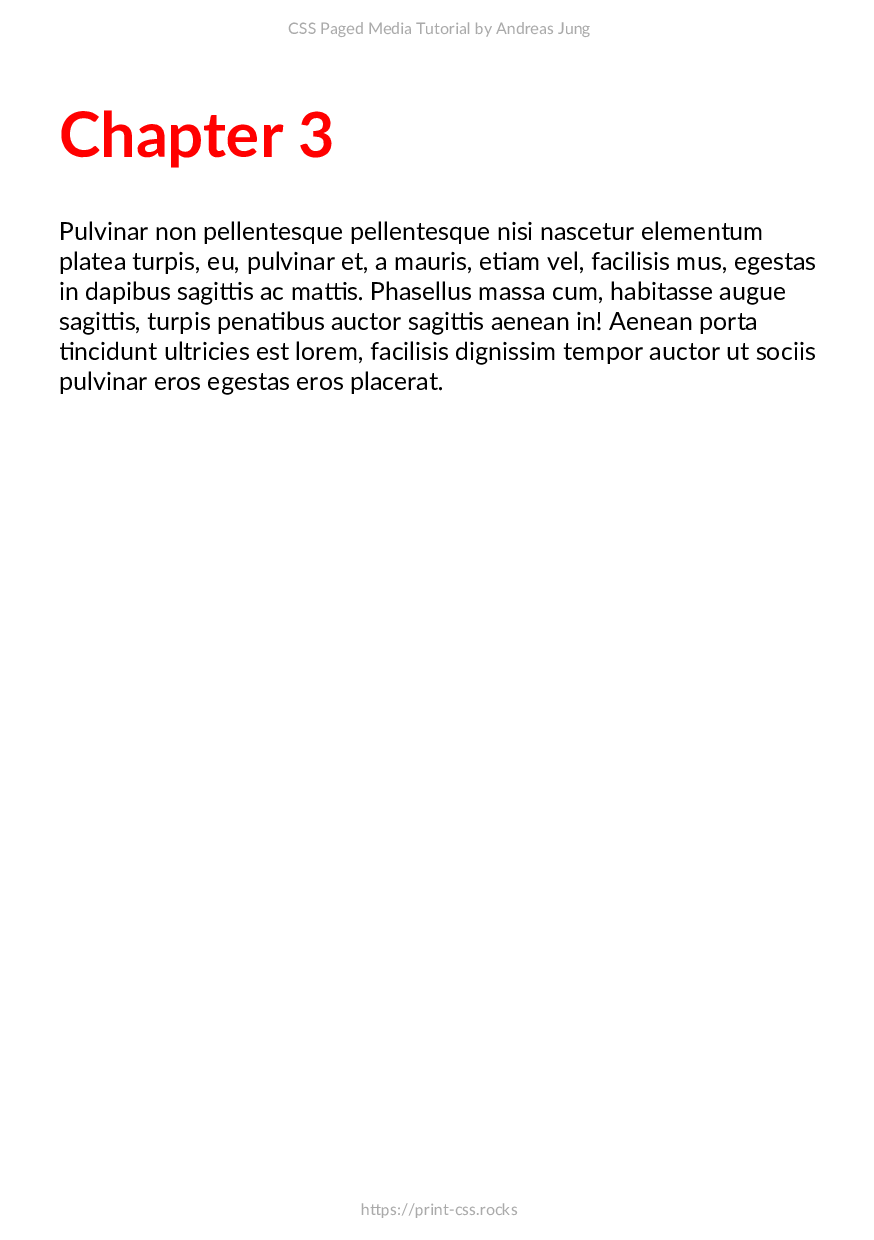 CSS Paged Media Tutorial by Andreas Jung
Chapter 3
Pulvinar non pellentesque pellentesque nisi nascetur elementum
platea turpis, eu, pulvinar et, a mauris, etiam vel, facilisis mus, egestas
in dapibus sagittis ac mattis. Phasellus massa cum, habitasse augue
sagittis, turpis penatibus auctor sagittis aenean in! Aenean porta
tincidunt ultricies est lorem, facilisis dignissim tempor auctor ut sociis
pulvinar eros egestas eros placerat.
https://print-css.rocks